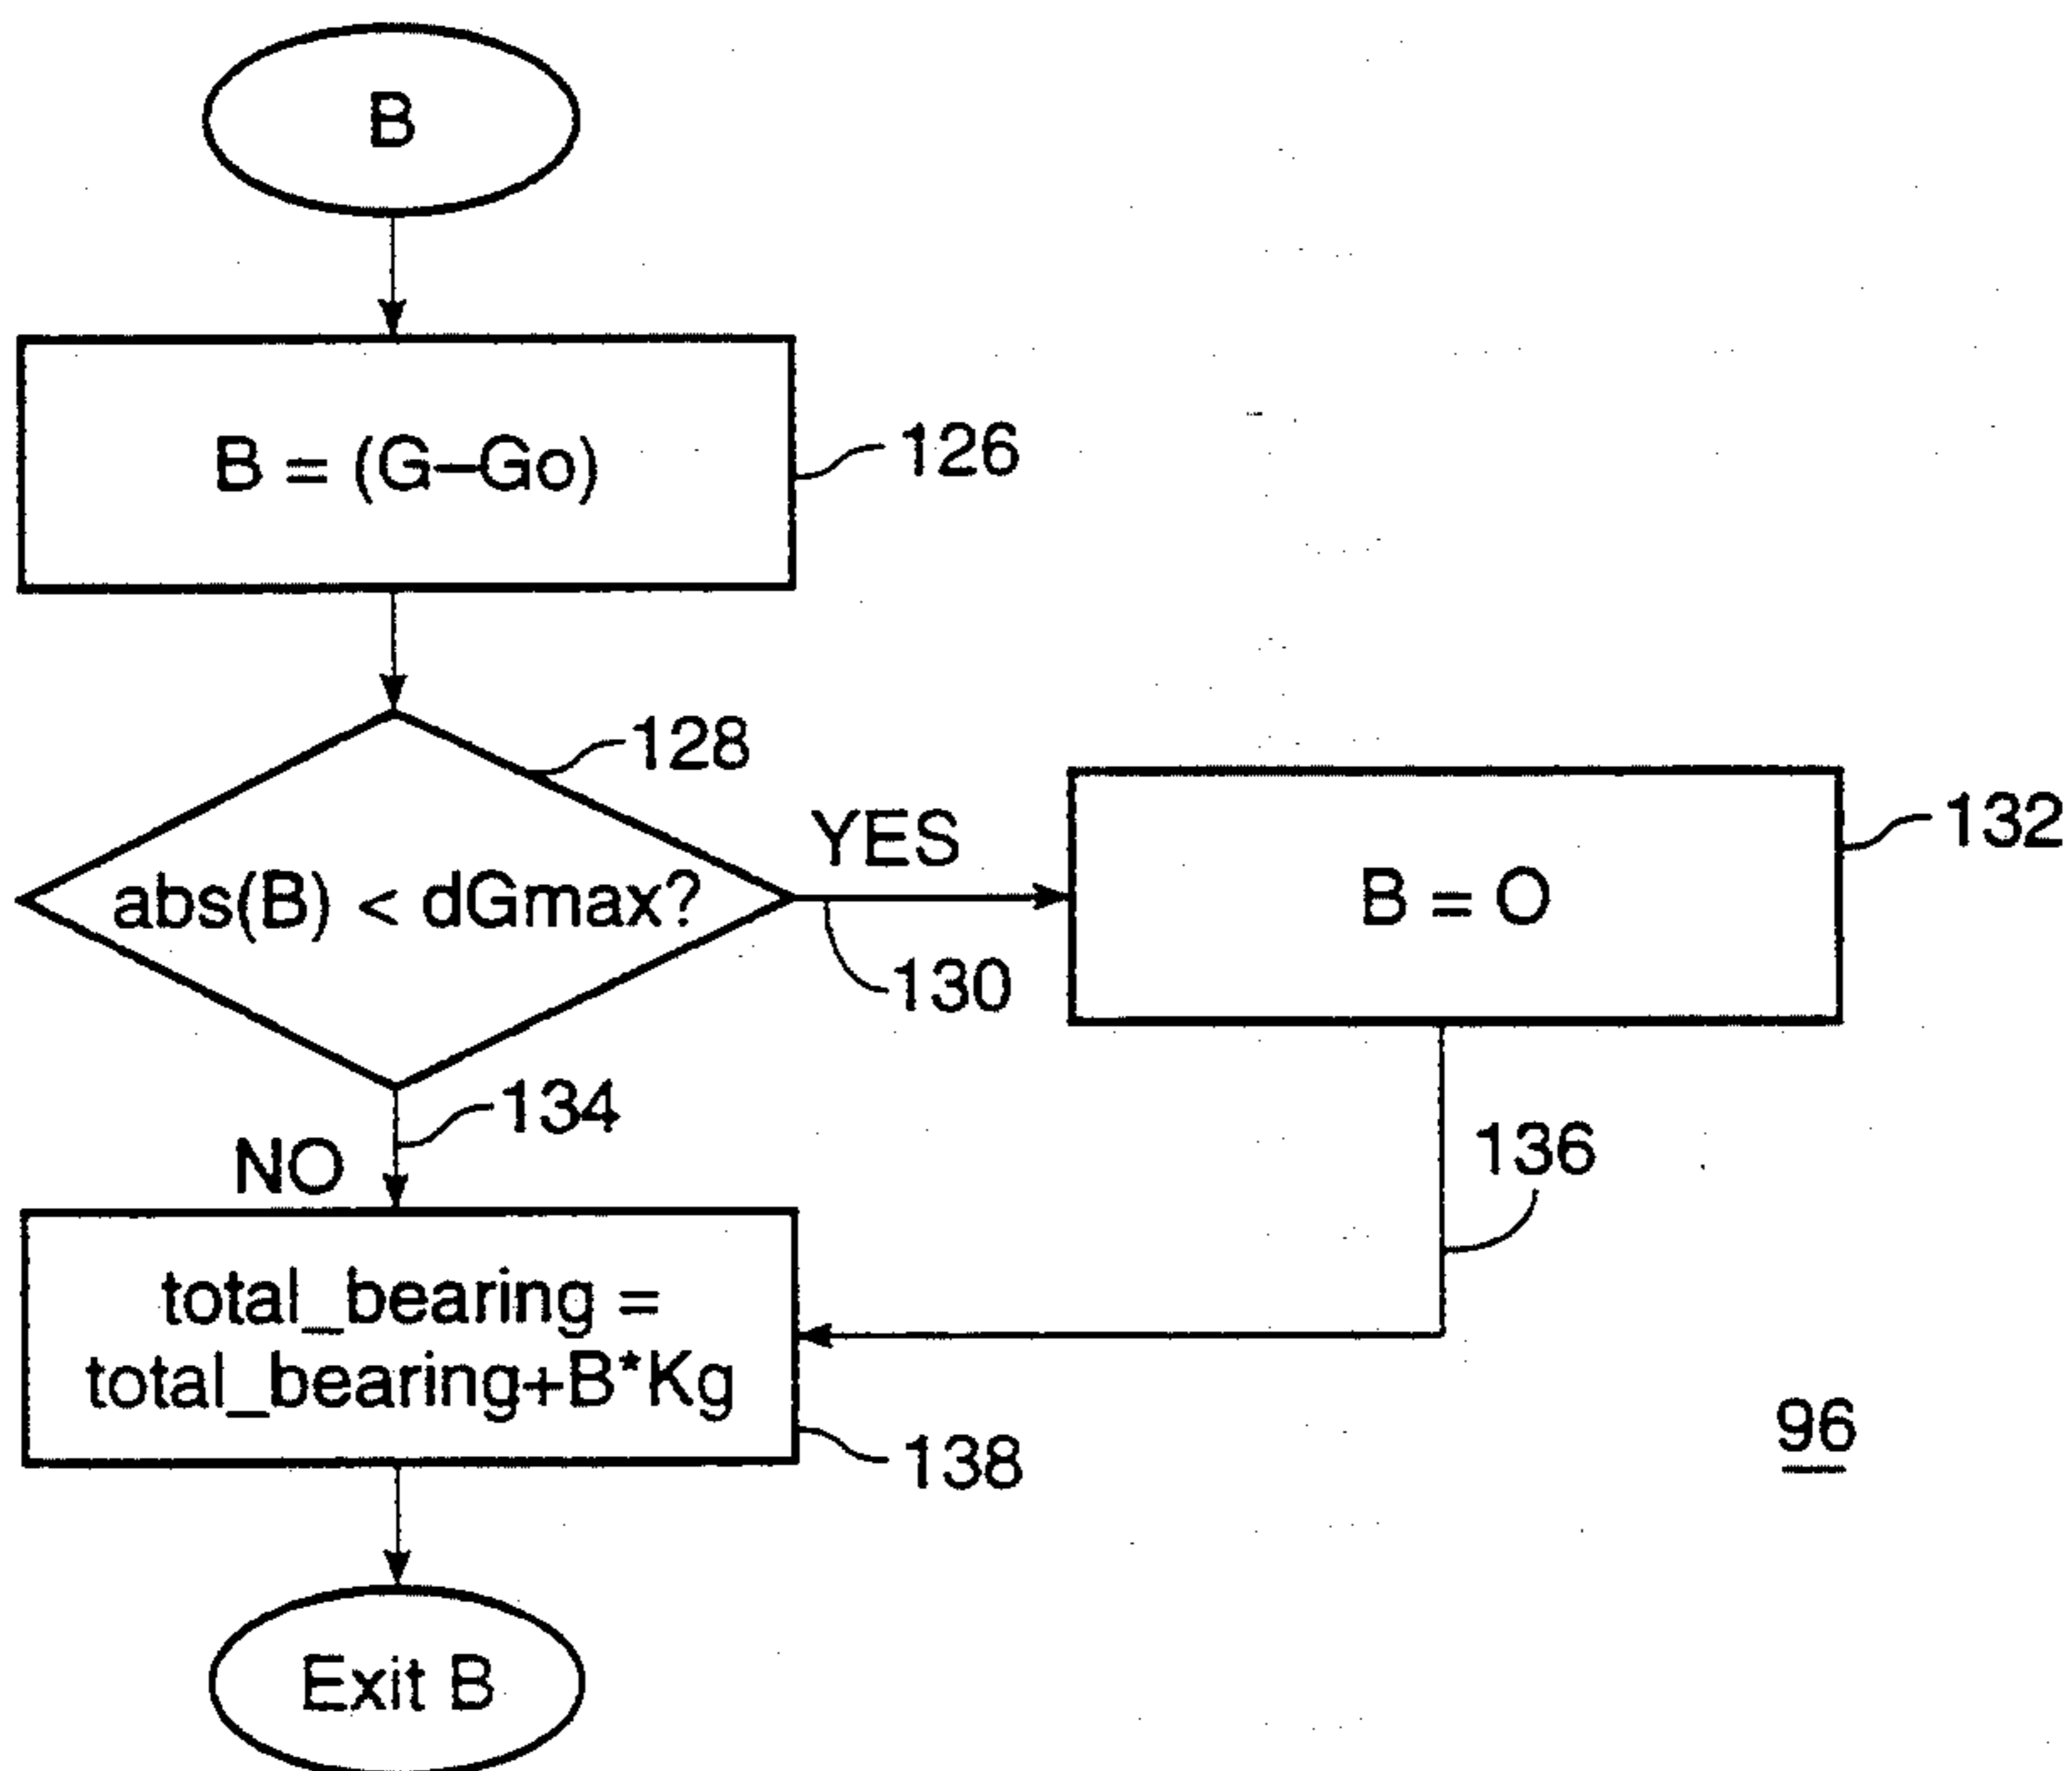 B
B = (G–Go)
126
128
abs(B) < dGmax?
YES
130
B = O
132
134
NO
136
total_bearing =
total_bearing+B*Kg
138
96
Exit B